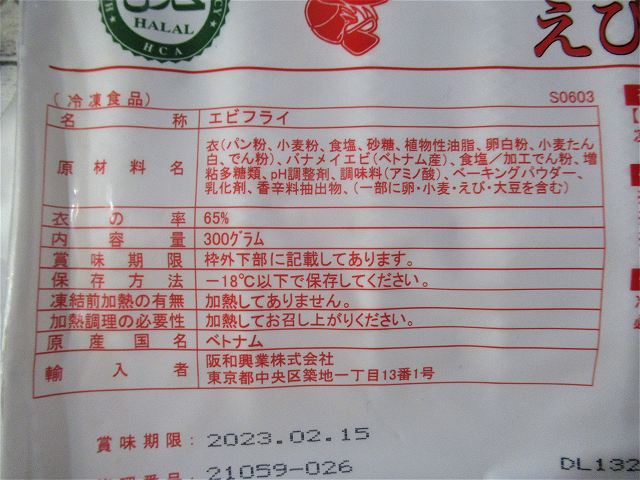 HALAL
HCA
えび
(冷凍食品)
S0603
名称 エビフライ
原材料名 衣(パン粉、小麦粉、食塩、砂糖、植物性油脂、卵白粉、小麦たん
白、でん粉)、バナメイエビ(ベトナム産)、食塩/加工でん粉、増
粘多糖類、pH調整剤、調味料(アミノ酸)、ベーキングパウダー、
乳化剤、香辛料抽出物、(一部に卵・小麦・えび・大豆を含む)
衣の率 65%
内容量 300グラム
賞味期限 枠外下部に記載してあります。
保存方法 −18℃以下で保存してください。
凍結前加熱の有無 加熱してありません。
加熱調理の必要性 加熱してお召し上がりください。
原産国名 ベトナム
輸入者 阪和興業株式会社
東京都中央区築地一丁目13番1号
賞味期限: 2023.02.15
21059-026
DL132